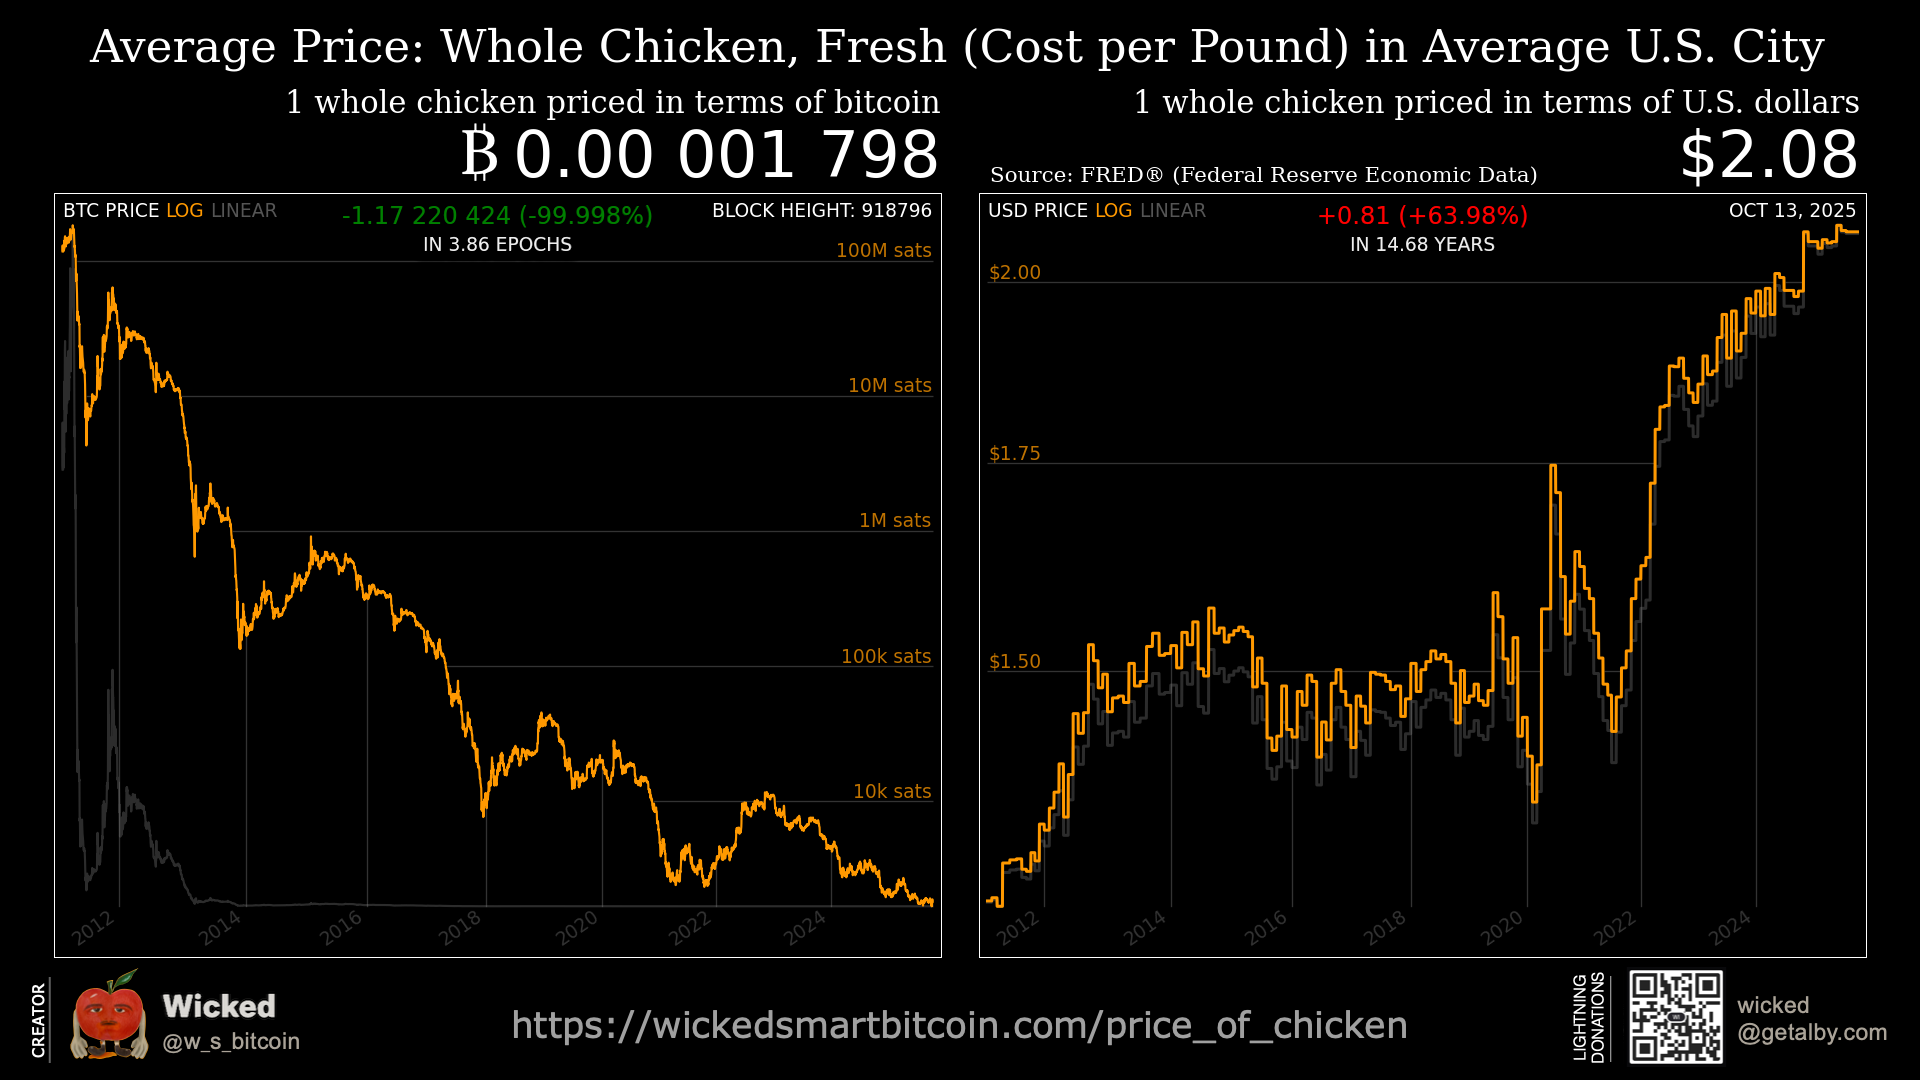 Average Price: Whole Chicken, Fresh (Cost per Pound) in Average U.S. City
1 whole chicken priced in terms of bitcoin
₿ 0.00 001 798
1 whole chicken priced in terms of U.S. dollars
Source: FRED® (Federal Reserve Economic Data)
$2.08
BTC PRICE LOG LINEAR
-1.17 220 424 (-99.998%)
IN 3.86 EPOCHS
BLOCK HEIGHT: 918796
100M sats
10M sats
1M sats
100k sats
10k sats
2012
2014
2016
2018
2020
2022
2024
USD PRICE LOG LINEAR
+0.81 (+63.98%)
IN 14.68 YEARS
OCT 13, 2025
$2.00
$1.75
$1.50
2012
2014
2016
2018
2020
2022
2024
CREATOR
Wicked
@w_s_bitcoin
https://wickedsmartbitcoin.com/price_of_chicken
LIGHTNING
DONATIONS
wicked
@getalby.com